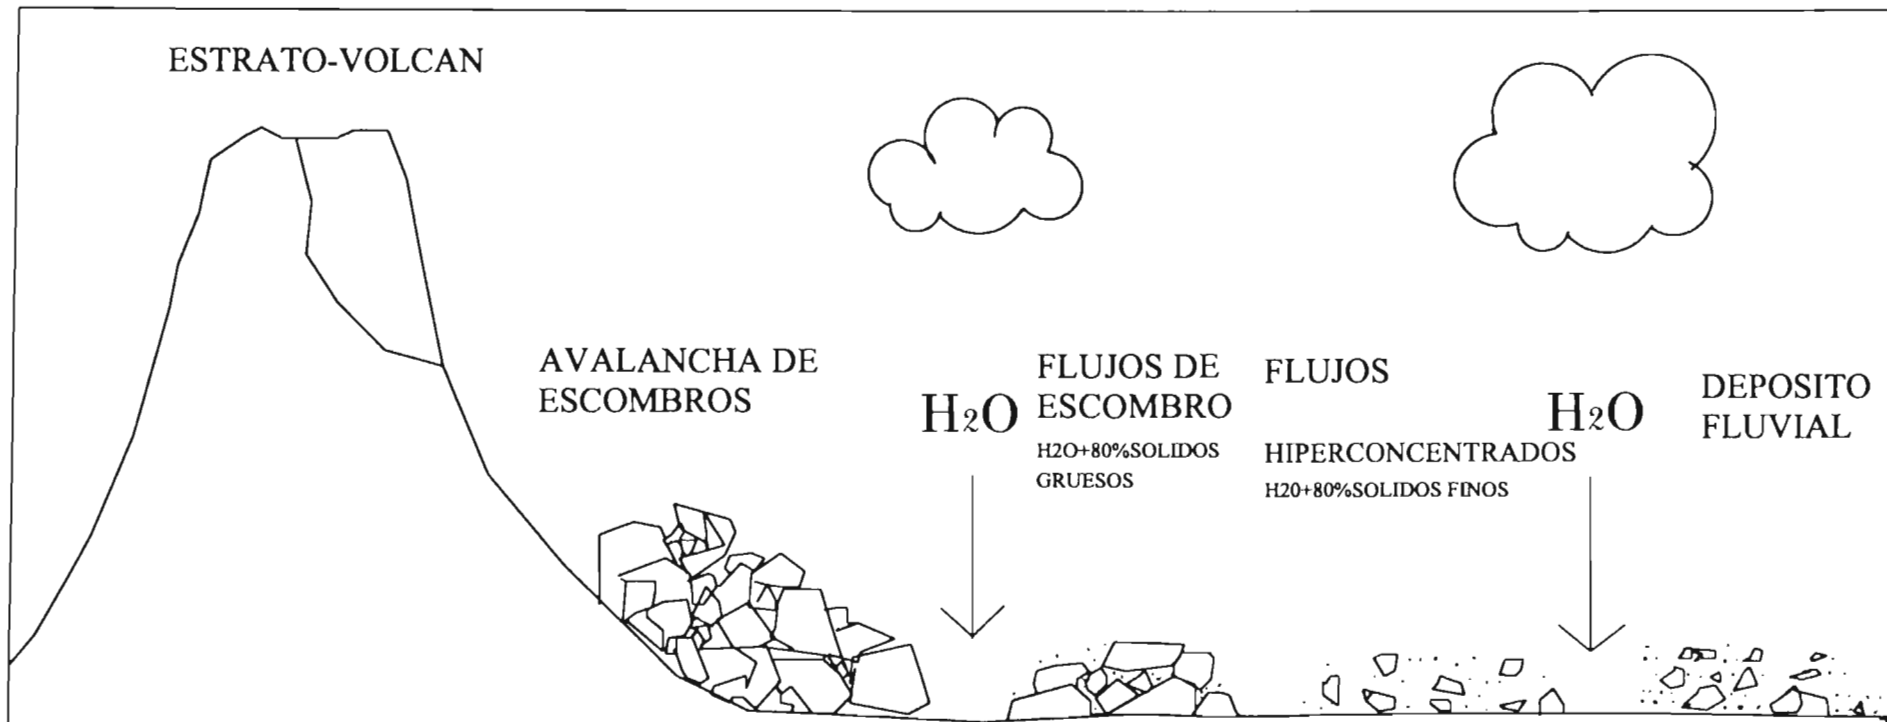 ESTRATO-VOLCAN
AVALANCHA DE
ESCOMBROS
H2O
FLUJOS DE
ESCOMBRO
H2O+80%SOLIDOS
GRUESOS
FLUJOS
HIPERCONCENTRADOS
H20+80%SOLIDOS FINOS
H2O
DEPOSITO
FLUVIAL